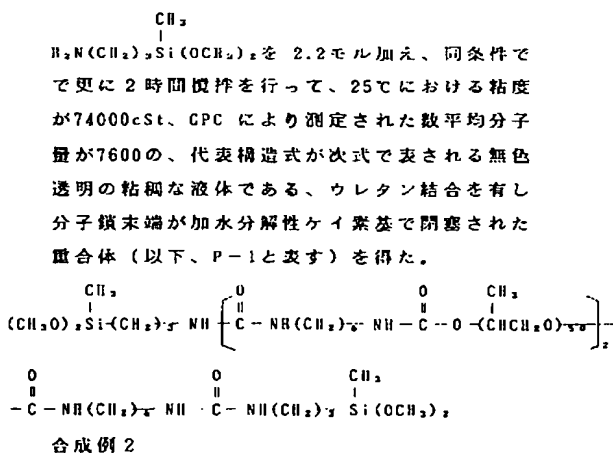 CH₃
H₂N(CH₂)₃Si(OCH₃)₂を 2.2モル加え、同条件で
で更に2時間攪拌を行って、25℃における粘度
が74000cSt、GPC により測定された数平均分子
量が7600の、代表構造式が次式で表される無色
透明の粘稠な液体である、ウレタン結合を有し
分子鎖末端が加水分解性ケイ素基で閉塞された
重合体（以下、P－1と表す）を得た。
CH₃ O O CH₃
(CH₃O)₂Si(CH₂)₃ NH [ C － NH(CH₂)₆ － NH － C － O (CHCH₂O)₅₀ ]₂
O O CH₃
－C－NH(CH₂)₆ NH C－NH(CH₂)₃ Si(OCH₃)₂
合成例2